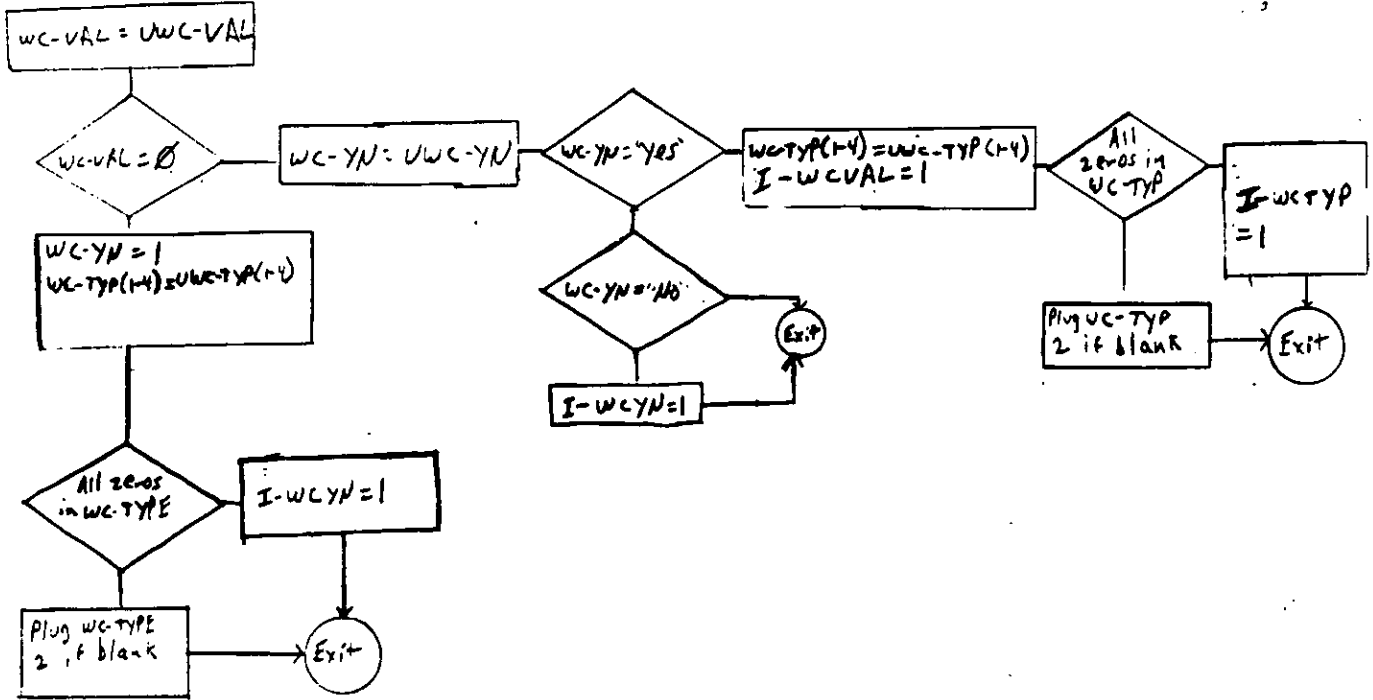 WC-VAL = UWC-VAL
WC-VAL = Ø
WC-YN = UWC-YN
WC-YN="Yes"
WC-TYP(1-4)=UWC-TYP(1-4)
I-WCVAL=1
All
zeros in
WC-TYP
I-WCTYP
=1
WC-YN = 1
WC-TYP(1-4)=UWC-TYP(1-4)
WC-YN="No"
Exit
I-WCYN=1
Plug WC-TYP
2 if blank
Exit
All zeros
in WC-TYPE
I-WCYN=1
Plug WC-TYPE
2 if blank
Exit